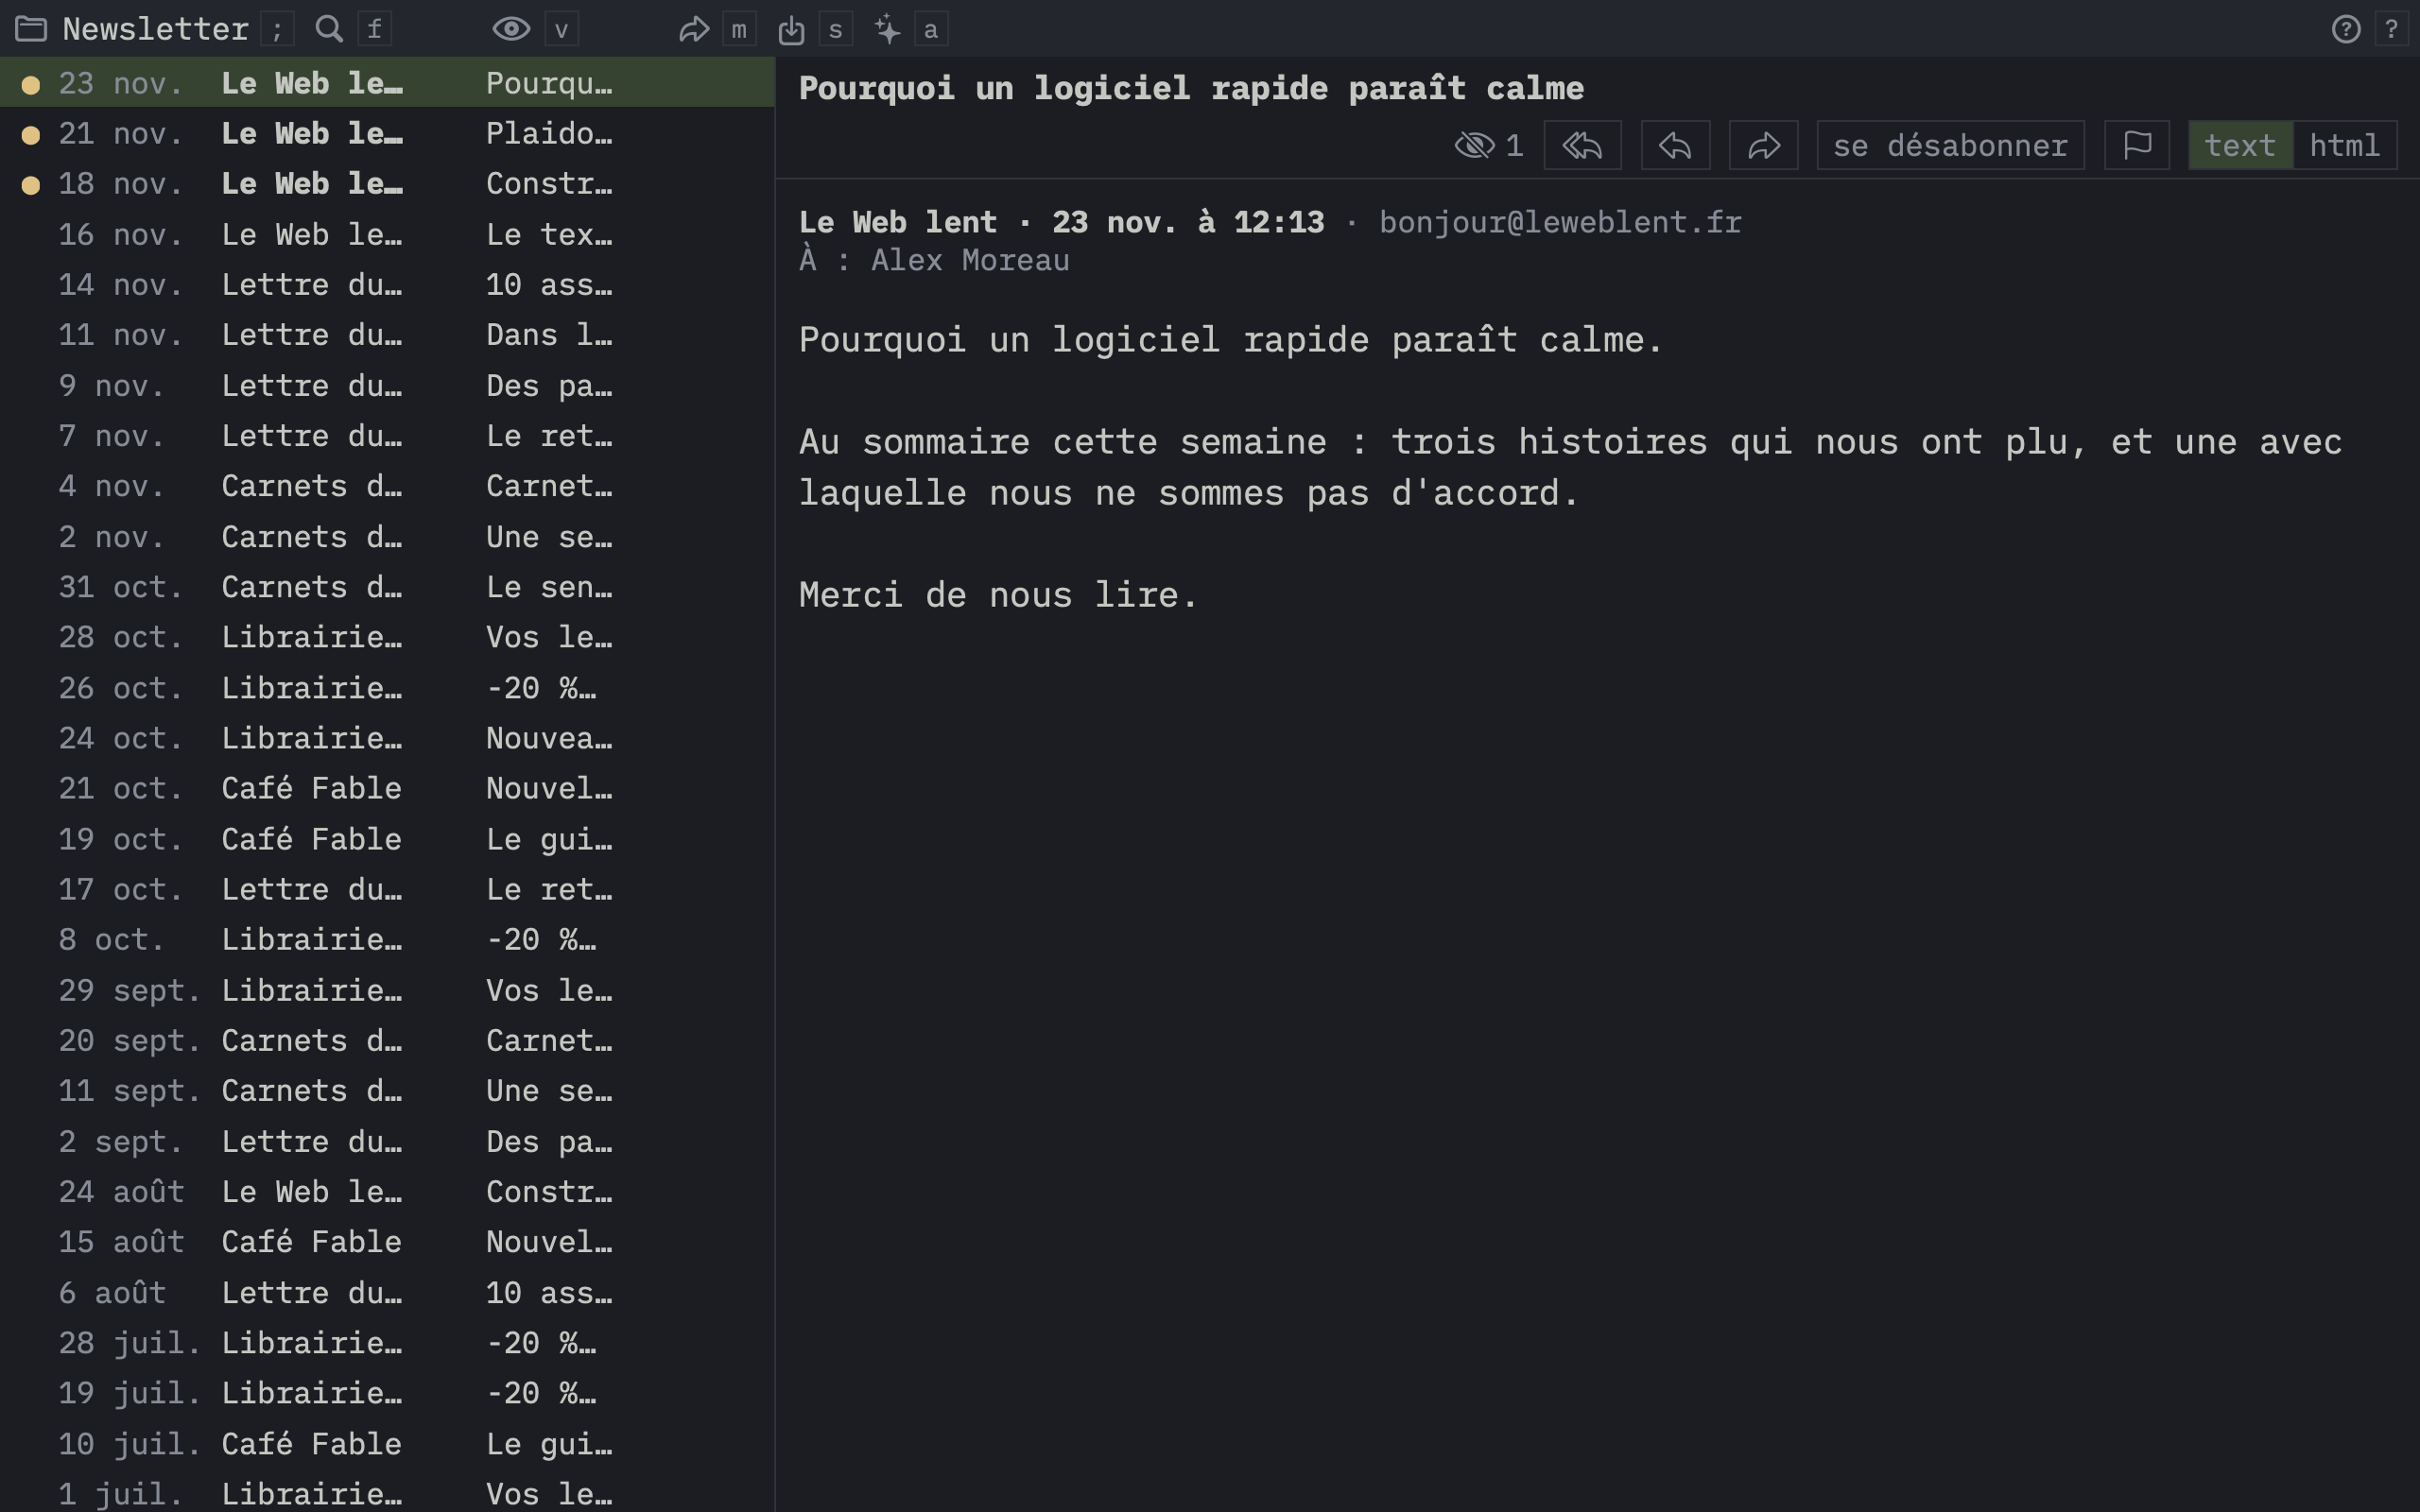 Newsletter ; f v m s a ?
23 nov. Le Web le… Pourqu…
21 nov. Le Web le… Plaido…
18 nov. Le Web le… Constr…
16 nov. Le Web le… Le tex…
14 nov. Lettre du… 10 ass…
11 nov. Lettre du… Dans l…
9 nov. Lettre du… Des pa…
7 nov. Lettre du… Le ret…
4 nov. Carnets d… Carnet…
2 nov. Carnets d… Une se…
31 oct. Carnets d… Le sen…
28 oct. Librairie… Vos le…
26 oct. Librairie… -20 %…
24 oct. Librairie… Nouvea…
21 oct. Café Fable Nouvel…
19 oct. Café Fable Le gui…
17 oct. Lettre du… Le ret…
8 oct. Librairie… -20 %…
29 sept. Librairie… Vos le…
20 sept. Carnets d… Carnet…
11 sept. Carnets d… Une se…
2 sept. Lettre du… Des pa…
24 août Le Web le… Constr…
15 août Café Fable Nouvel…
6 août Lettre du… 10 ass…
28 juil. Librairie… -20 %…
19 juil. Librairie… -20 %…
10 juil. Café Fable Le gui…
1 juil. Librairie… Vos le…
Pourquoi un logiciel rapide paraît calme
1 se désabonner text html
Le Web lent · 23 nov. à 12:13 · bonjour@leweblent.fr
À : Alex Moreau
Pourquoi un logiciel rapide paraît calme.
Au sommaire cette semaine : trois histoires qui nous ont plu, et une avec
laquelle nous ne sommes pas d'accord.
Merci de nous lire.